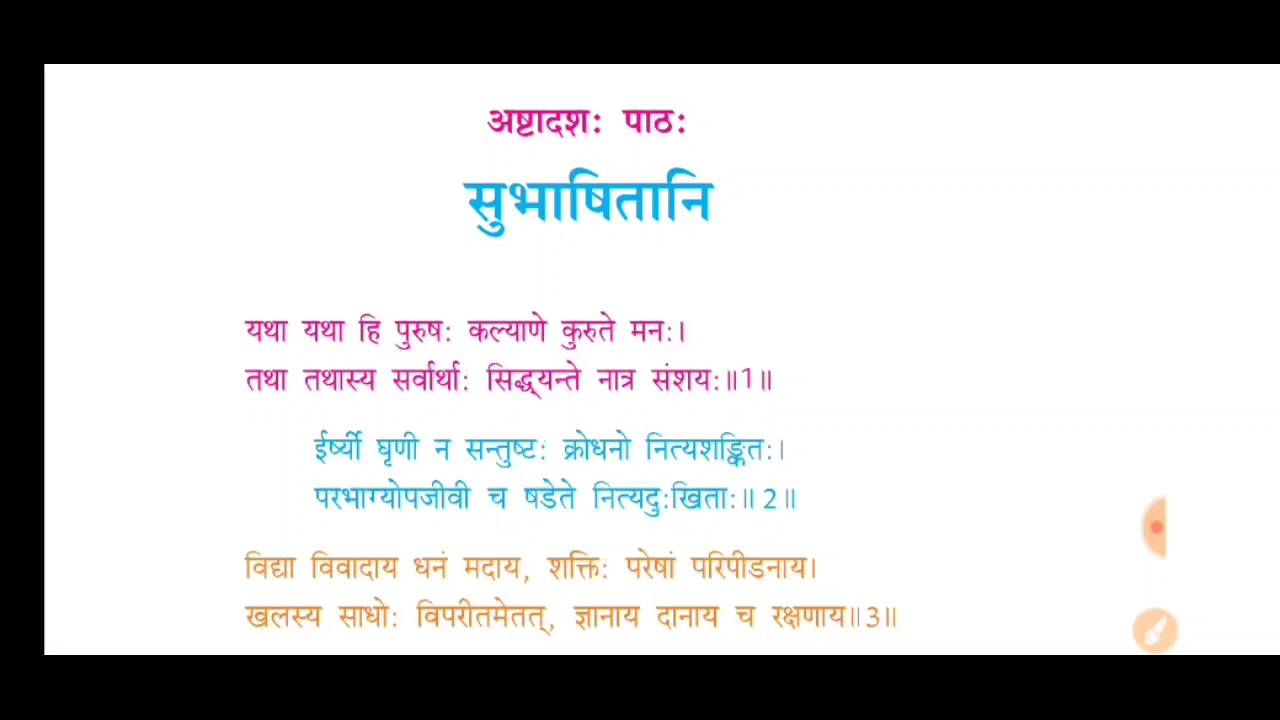 अष्टादशः पाठः
सुभाषितानि
यथा यथा हि पुरुषः कल्याणे कुरुते मनः।
तथा तथास्य सर्वार्थाः सिद्ध्यन्ते नात्र संशयः॥1॥
ईर्ष्यी घृणी न सन्तुष्टः क्रोधनो नित्यशङ्कितः।
परभाग्योपजीवी च षडेते नित्यदुःखिताः॥2॥
विद्या विवादाय धनं मदाय, शक्तिः परेषां परिपीडनाय।
खलस्य साधोः विपरीतमेतत्, ज्ञानाय दानाय च रक्षणाय॥3॥